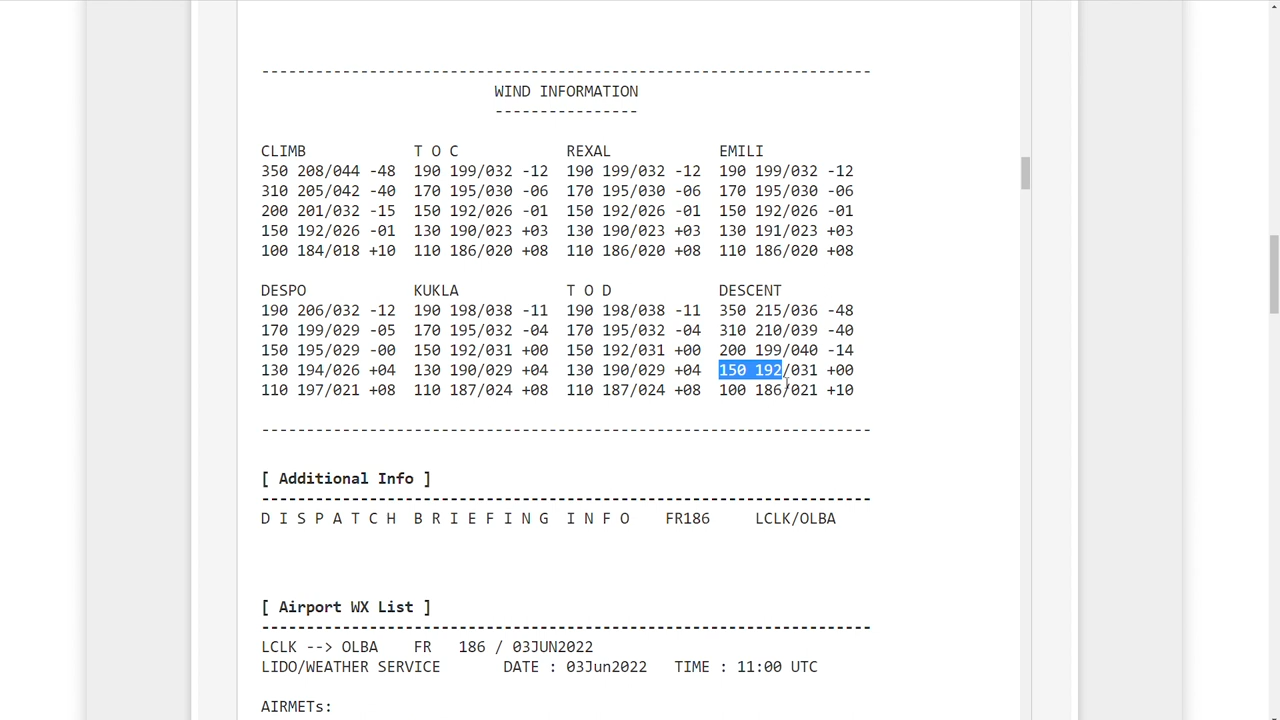 ----------------------------------------------------------------------
WIND INFORMATION
----------------
CLIMB            T O C            REXAL            EMILI
350 208/044 -48  190 199/032 -12  190 199/032 -12  190 199/032 -12
310 205/042 -40  170 195/030 -06  170 195/030 -06  170 195/030 -06
200 201/032 -15  150 192/026 -01  150 192/026 -01  150 192/026 -01
150 192/026 -01  130 190/023 +03  130 190/023 +03  130 191/023 +03
100 184/018 +10  110 186/020 +08  110 186/020 +08  110 186/020 +08
DESPO            KUKLA            T O D            DESCENT
190 206/032 -12  190 198/038 -11  190 198/038 -11  350 215/036 -48
170 199/029 -05  170 195/032 -04  170 195/032 -04  310 210/039 -40
150 195/029 -00  150 192/031 +00  150 192/031 +00  200 199/040 -14
130 194/026 +04  130 190/029 +04  130 190/029 +04  150 192/031 +00
110 197/021 +08  110 187/024 +08  110 187/024 +08  100 186/021 +10
----------------------------------------------------------------------
[ Additional Info ]
----------------------------------------------------------------------
D I S P A T C H  B R I E F I N G  I N F O    FR186     LCLK/OLBA
[ Airport WX List ]
----------------------------------------------------------------------
LCLK --> OLBA    FR   186 / 03JUN2022
LIDO/WEATHER SERVICE      DATE : 03Jun2022   TIME : 11:00 UTC
AIRMETs: